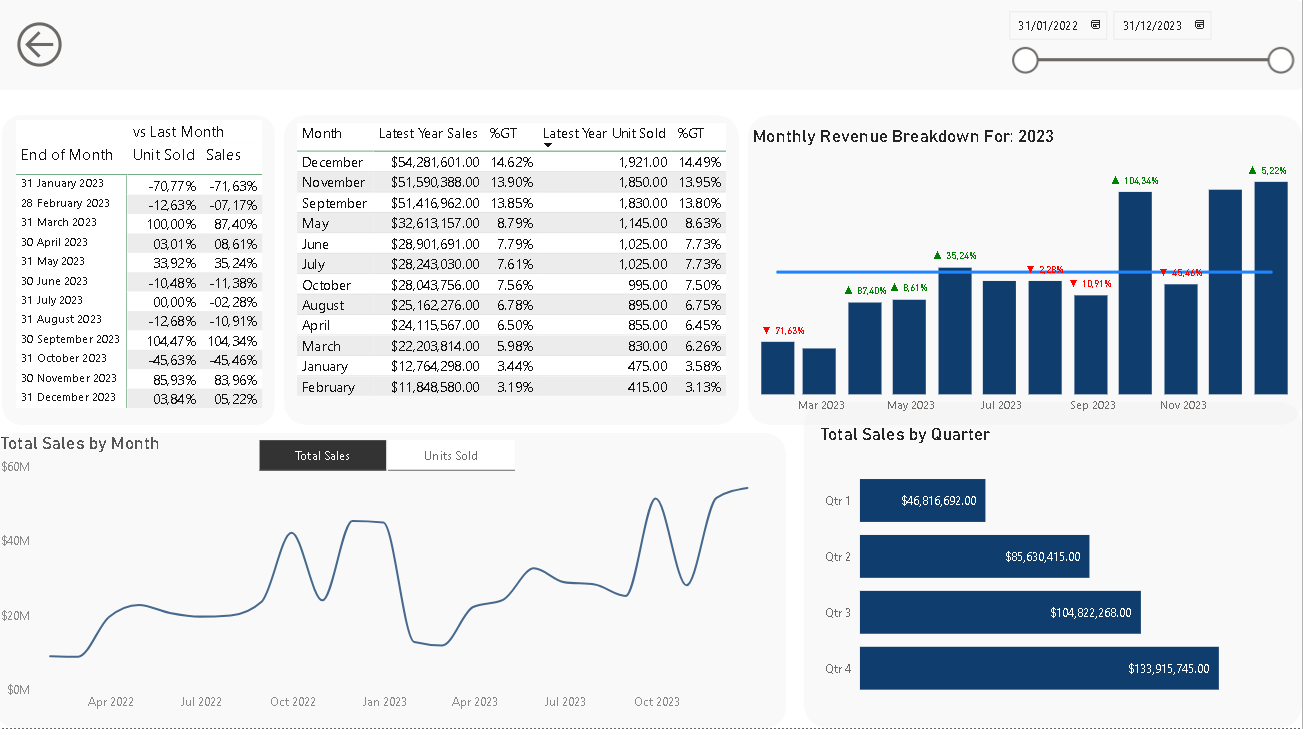 31/01/2022 31/12/2023
vs Last Month
End of Month Unit Sold Sales
31 January 2023 -70,77% -71,63%
28 February 2023 -12,63% -07,17%
31 March 2023 100,00% 87,40%
30 April 2023 03,01% 08,61%
31 May 2023 33,92% 35,24%
30 June 2023 -10,48% -11,38%
31 July 2023 00,00% -02,28%
31 August 2023 -12,68% -10,91%
30 September 2023 104,47% 104,34%
31 October 2023 -45,63% -45,46%
30 November 2023 85,93% 83,96%
31 December 2023 03,84% 05,22%
Month Latest Year Sales %GT Latest Year Unit Sold %GT
December $54,281,601.00 14.62% 1,921.00 14.49%
November $51,590,388.00 13.90% 1,850.00 13.95%
September $51,416,962.00 13.85% 1,830.00 13.80%
May $32,613,157.00 8.79% 1,145.00 8.63%
June $28,901,691.00 7.79% 1,025.00 7.73%
July $28,243,030.00 7.61% 1,025.00 7.73%
October $28,043,756.00 7.56% 995.00 7.50%
August $25,162,276.00 6.78% 895.00 6.75%
April $24,115,567.00 6.50% 855.00 6.45%
March $22,203,814.00 5.98% 830.00 6.26%
January $12,764,298.00 3.44% 475.00 3.58%
February $11,848,580.00 3.19% 415.00 3.13%
Monthly Revenue Breakdown For: 2023
▲ 5,22%
▲ 104,34%
▲ 35,24%
▼ 2,28%
▼ 45,46%
▼ 10,91%
▲ 87,40% ▲ 8,61%
▼ 71,63%
Mar 2023 May 2023 Jul 2023 Sep 2023 Nov 2023
Total Sales by Month
Total Sales Units Sold
$60M
$40M
$20M
$0M
Apr 2022 Jul 2022 Oct 2022 Jan 2023 Apr 2023 Jul 2023 Oct 2023
Total Sales by Quarter
Qtr 1 $46,816,692.00
Qtr 2 $85,630,415.00
Qtr 3 $104,822,268.00
Qtr 4 $133,915,745.00